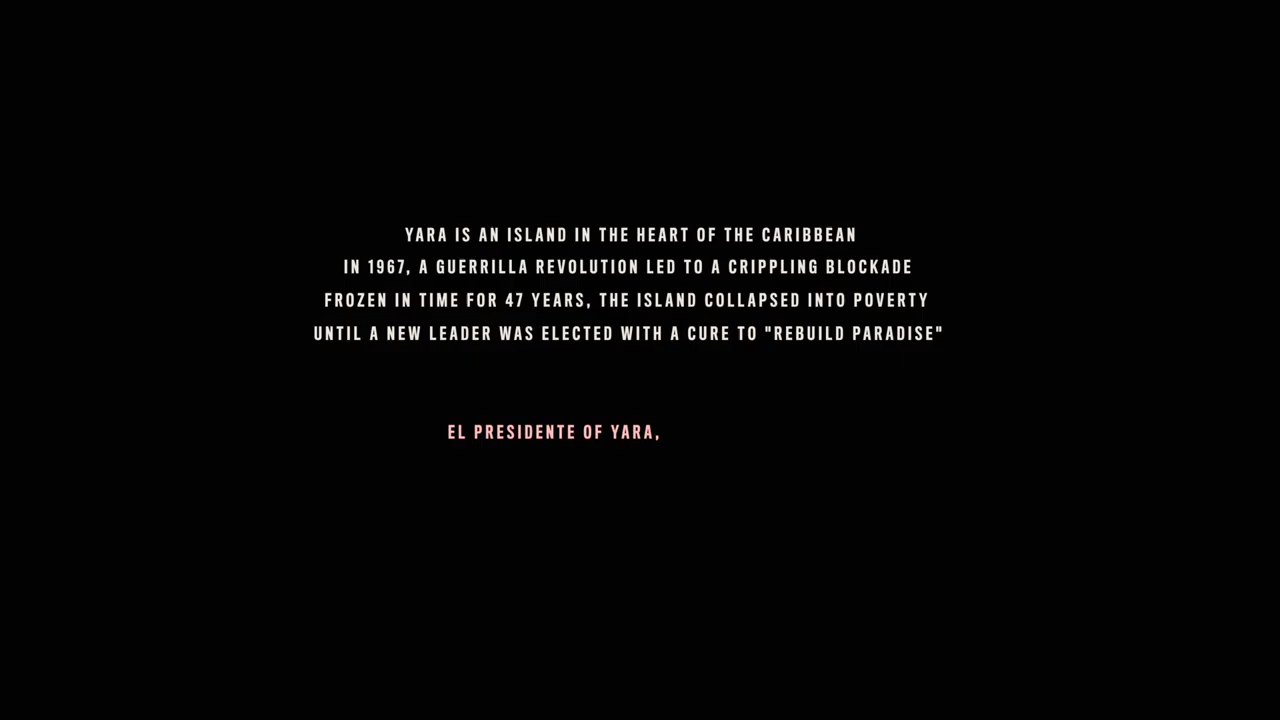 YARA IS AN ISLAND IN THE HEART OF THE CARIBBEAN
IN 1967, A GUERRILLA REVOLUTION LED TO A CRIPPLING BLOCKADE
FROZEN IN TIME FOR 47 YEARS, THE ISLAND COLLAPSED INTO POVERTY
UNTIL A NEW LEADER WAS ELECTED WITH A CURE TO "REBUILD PARADISE"
EL PRESIDENTE OF YARA,